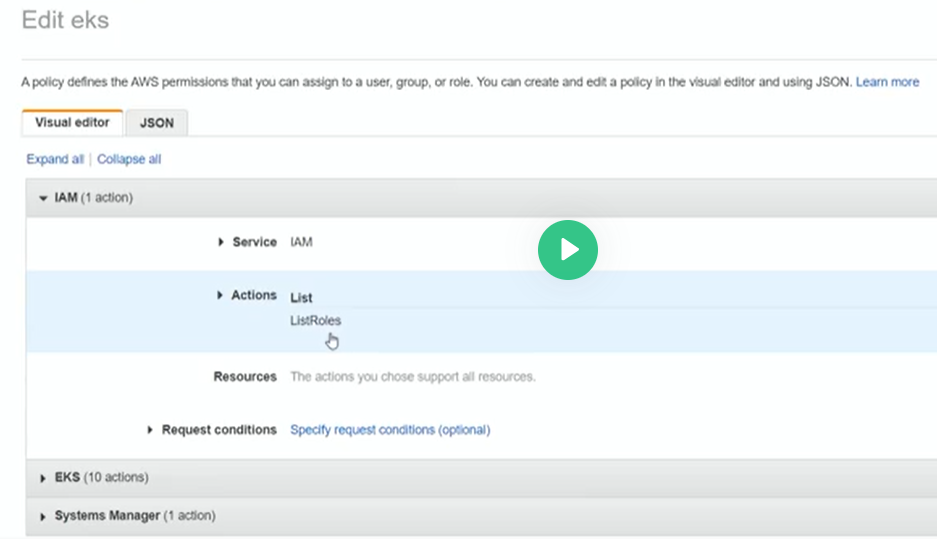 Edit eks
A policy defines the AWS permissions that you can assign to a user, group, or role. You can create and edit a policy in the visual editor and using JSON. Learn more
Visual editor JSON
Expand all | Collapse all
IAM (1 action)
Service IAM
Actions List
ListRoles
Resources The actions you chose support all resources.
Request conditions Specify request conditions (optional)
EKS (10 actions)
Systems Manager (1 action)